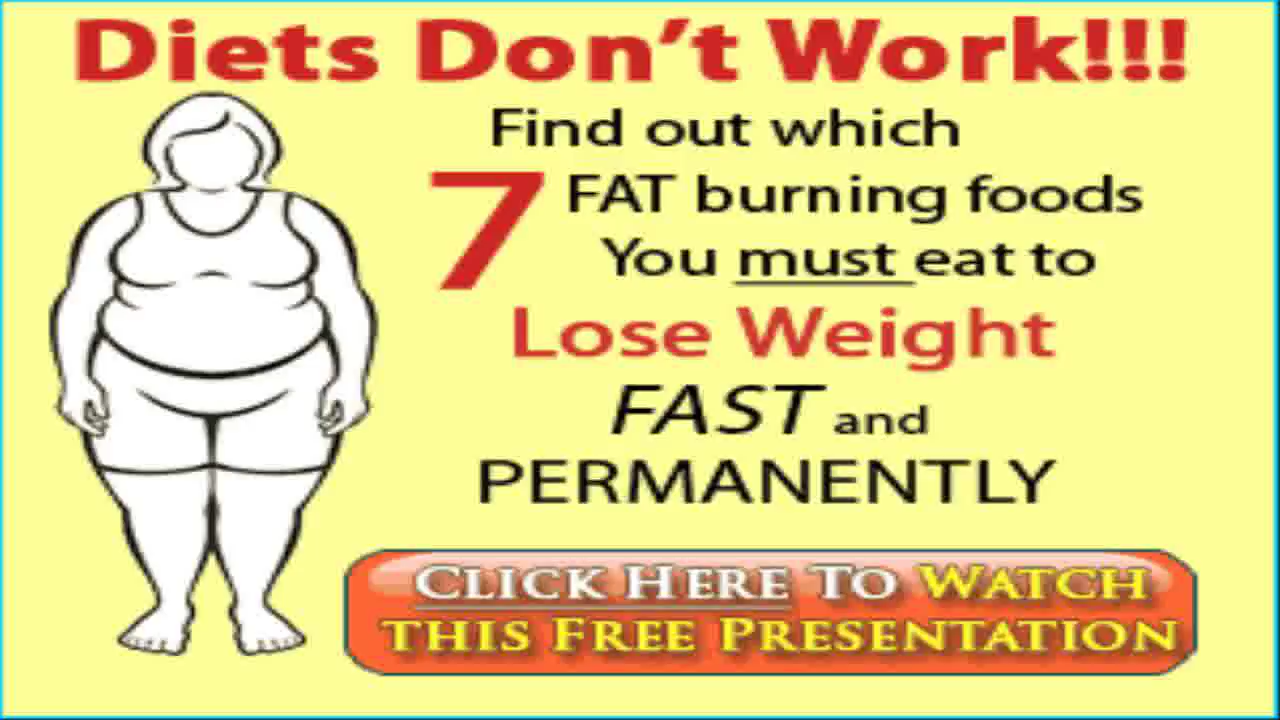 Diets Don't Work!!!
Find out which
7 FAT burning foods
You must eat to
Lose Weight
FAST and
PERMANENTLY
CLICK HERE TO WATCH
THIS FREE PRESENTATION